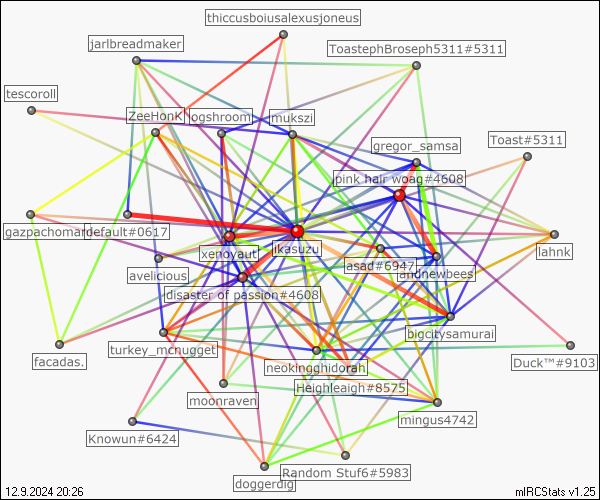 thiccusboiusalexusjoneus
jarlbreadmaker
ToastephBroseph5311#5311
tescoroll
ZeeHonK
ogshroom
mukszi
Toast#5311
gregor_samsa
pink hair woag#4608
gazpachoman
default#0617
xenoyaut
ikasuzu
lahnk
avelicious
asad#6947
andnewbees
disaster of passion#4608
bigcitysamurai
facadas.
turkey_mcnugget
neokingghidorah
Duck™#9103
Heighleigh#8575
moonraven
mingus4742
Knowun#6424
doggerdig
Random Stuf6#5983
12.9.2024 20:26
mIRCStats v1.25